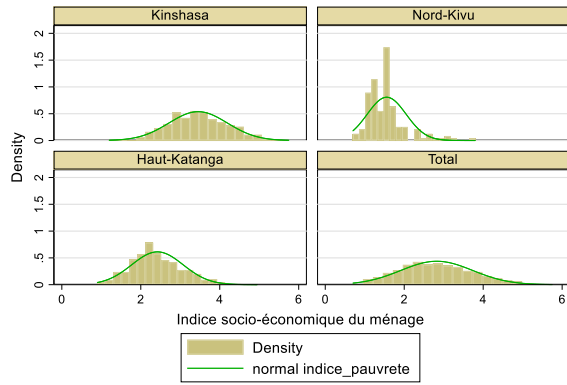 Kinshasa
Nord-Kivu
2
1.5
1
.5
0
Haut-Katanga
Total
2
1.5
1
.5
0
Density
0 2 4 6
0 2 4 6
Indice socio-économique du ménage
Density
normal indice_pauvrete